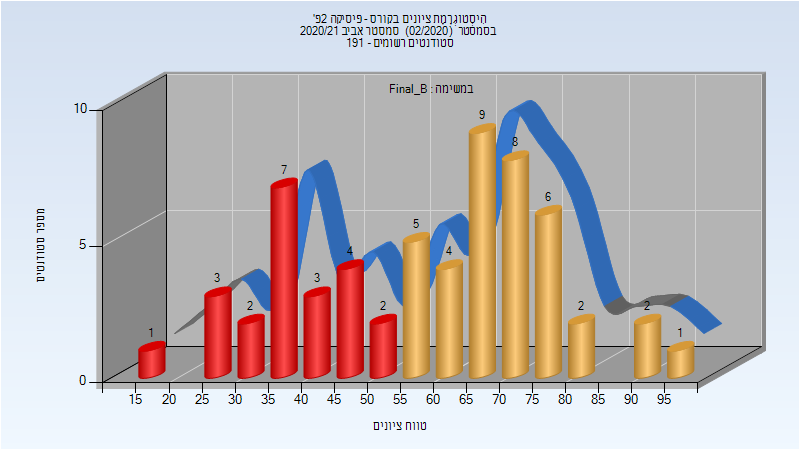 היסטוגרמת ציונים בקורס - פיסיקה 2פ'
בסמסטר (02/2020) סמסטר אביב 2020/21
סטודנטים רשומים - 191
במשימה : Final_B
מספר סטודנטים
10
5
0
1
3
2
7
3
4
2
5
4
9
8
6
2
2
1
15 20 25 30 35 40 45 50 55 60 65 70 75 80 85 90 95
טווח ציונים